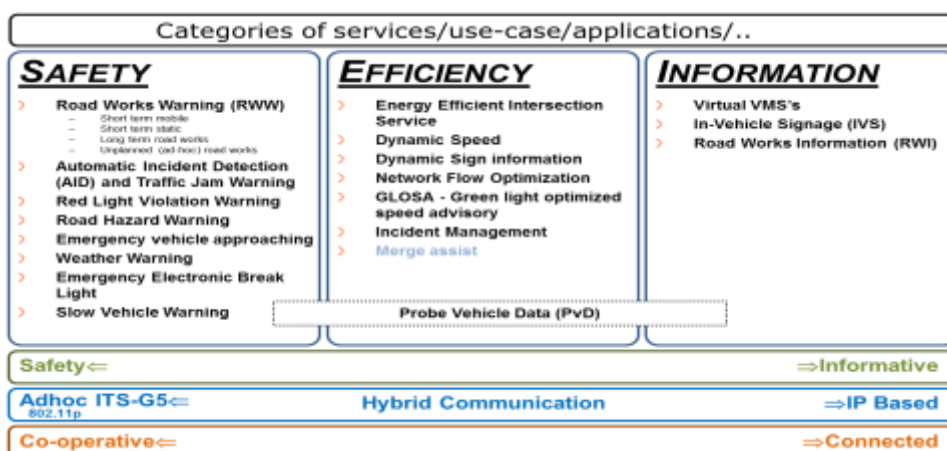 Categories of services/use-case/applications/..
SAFETY
Road Works Warning (RWW)
– Short term mobile
– Short term static
– Long term road works
– Unplanned (ad-hoc) road works
Automatic Incident Detection
(AID) and Traffic Jam Warning
Red Light Violation Warning
Road Hazard Warning
Emergency vehicle approaching
Weather Warning
Emergency Electronic Break
Light
Slow Vehicle Warning
EFFICIENCY
Energy Efficient Intersection
Service
Dynamic Speed
Dynamic Sign information
Network Flow Optimization
GLOSA - Green light optimized
speed advisory
Incident Management
Merge assist
INFORMATION
Virtual VMS's
In-Vehicle Signage (IVS)
Road Works Information (RWI)
Probe Vehicle Data (PvD)
Safety⇐ ⇒Informative
Adhoc ITS-G5⇐ Hybrid Communication ⇒IP Based
802.11p
Co-operative⇐ ⇒Connected